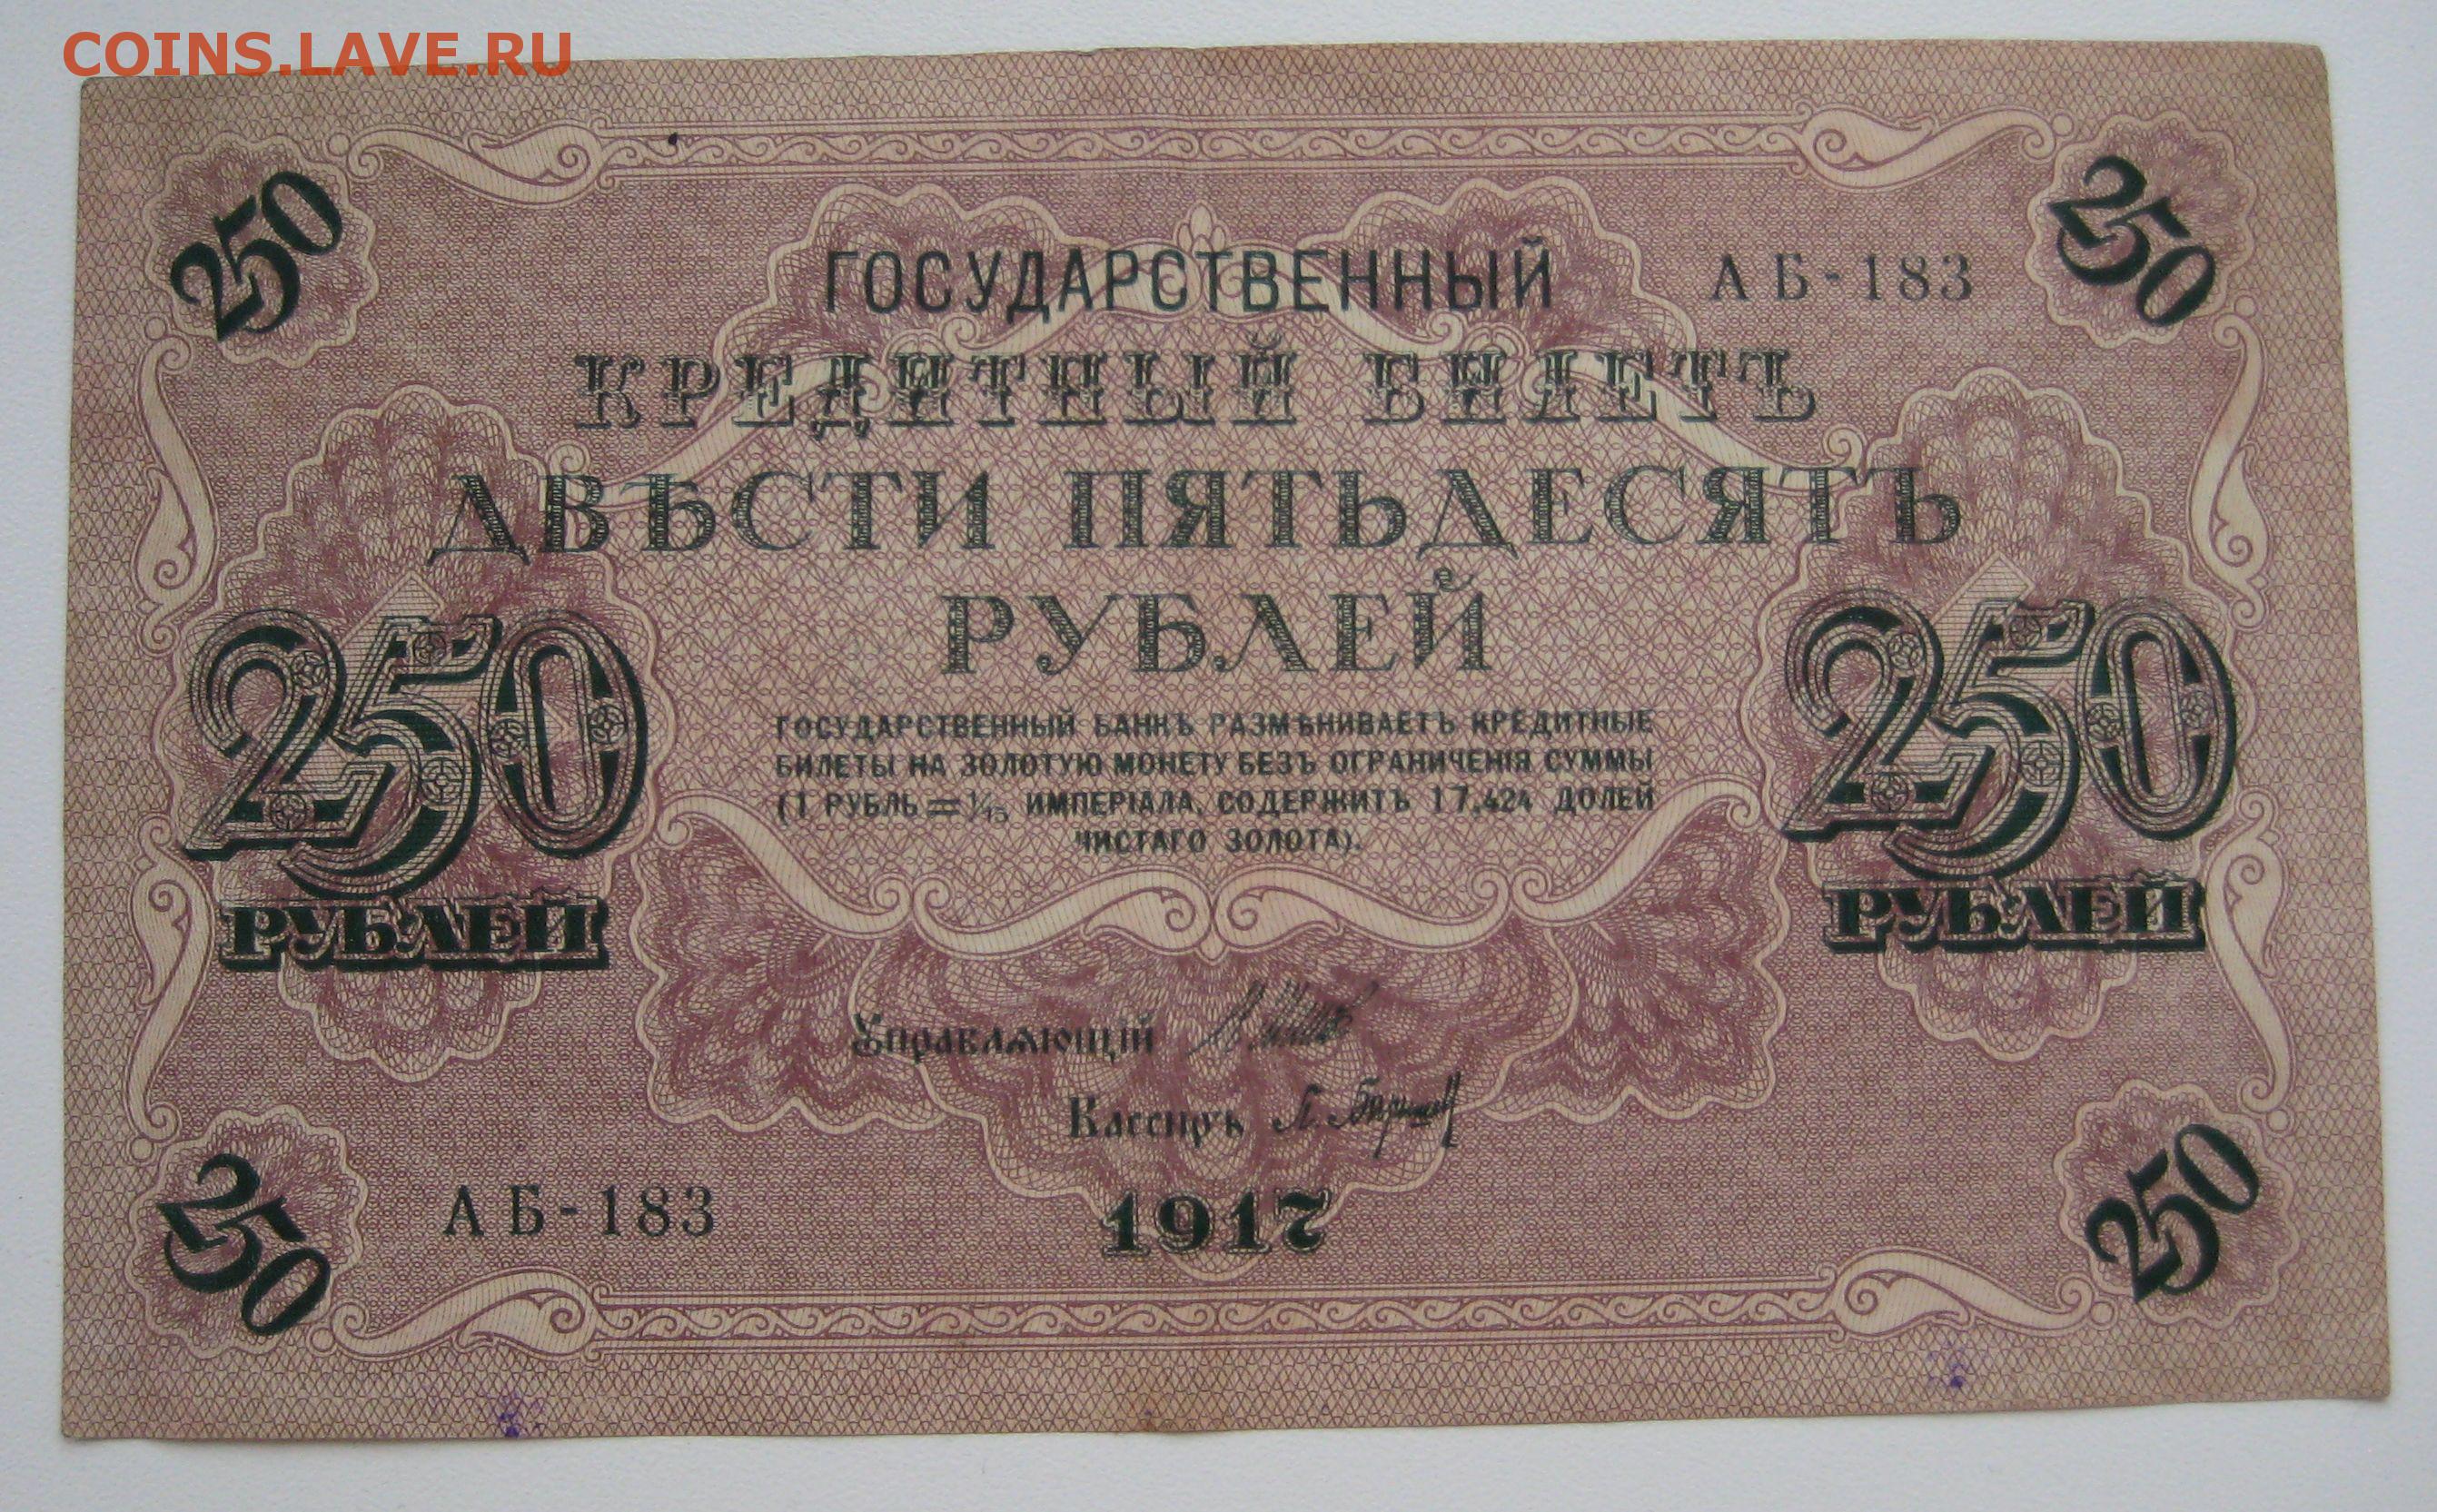 COINS.LAVE.RU
250
250
ГОСУДАРСТВЕННЫЙ
АБ-183
КРЕДИТНЫЙ БИЛЕТЪ
ДВѢСТИ ПЯТЬДЕСЯТЪ
РУБЛЕЙ
250
РУБЛЕЙ
250
РУБЛЕЙ
ГОСУДАРСТВЕННЫЙ БАНКЪ РАЗМѢНИВАЕТЪ КРЕДИТНЫЕ
БИЛЕТЫ НА ЗОЛОТУЮ МОНЕТУ БЕЗЪ ОГРАНИЧЕНІЯ СУММЫ
(1 РУБЛЬ = 1/15 ИМПЕРІАЛА, СОДЕРЖИТЪ 17,424 ДОЛЕЙ
ЧИСТАГО ЗОЛОТА).
Управляющій
Кассиръ
АБ-183
1917
250
250